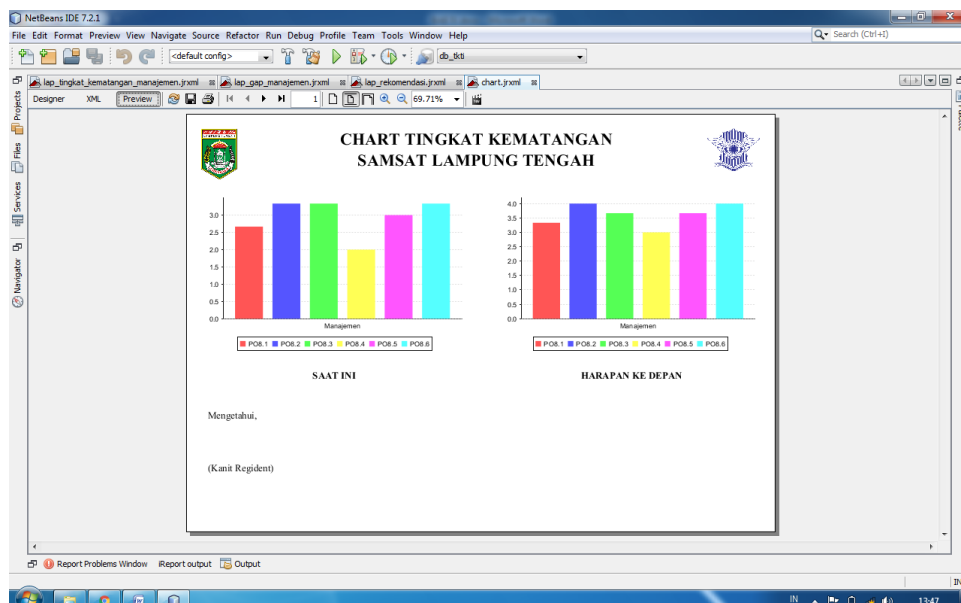 NetBeans IDE 7.2.1
File Edit Format Preview View Navigate Source Refactor Run Debug Profile Team Tools Window Help
Search (Ctrl+I)
<default config>
db_tkti
lap_tingkat_kematangan_manajemen.jrxml
lap_gap_manajemen.jrxml
lap_rekomendasi.jrxml
chart.jrxml
Designer XML Preview 1 69.71%
Projects
Files
Services
Navigator
CHART TINGKAT KEMATANGAN
SAMSAT LAMPUNG TENGAH
3.0
2.5
2.0
1.5
1.0
0.5
0.0
Manajemen
PO8.1 PO8.2 PO8.3 PO8.4 PO8.5 PO8.6
SAAT INI
4.0
3.5
3.0
2.5
2.0
1.5
1.0
0.5
0.0
Manajemen
PO8.1 PO8.2 PO8.3 PO8.4 PO8.5 PO8.6
HARAPAN KE DEPAN
Mengetahui,
(Kanit Regident)
Report Problems Window iReport output Output
IN 13:47